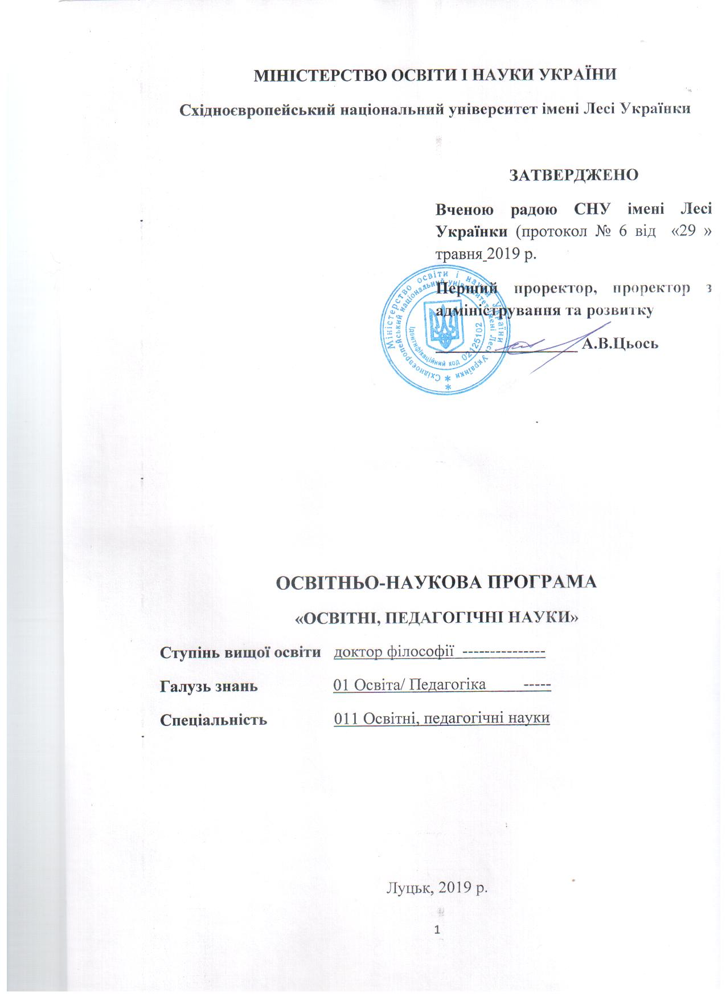 МІНІСТЕРСТВО ОСВІТИ І НАУКИ УКРАЇНИ
Східноєвропейський національний університет імені Лесі Українки
ЗАТВЕРДЖЕНО
Вченою радою СНУ імені Лесі
Українки (протокол № 6 від «29 »
травня 2019 р.
Перший проректор, проректор з
адміністрування та розвитку
А.В.Цьось
Міністерство освіти і науки України
Східноєвропейський національний університет імені Лесі Українки
Ідентифікаційний код 02125102
ОСВІТНЬО-НАУКОВА ПРОГРАМА
«ОСВІТНІ, ПЕДАГОГІЧНІ НАУКИ»
Ступінь вищої освіти доктор філософії ---------------
Галузь знань 01 Освіта/ Педагогіка -----
Спеціальність 011 Освітні, педагогічні науки
Луцьк, 2019 р.
1